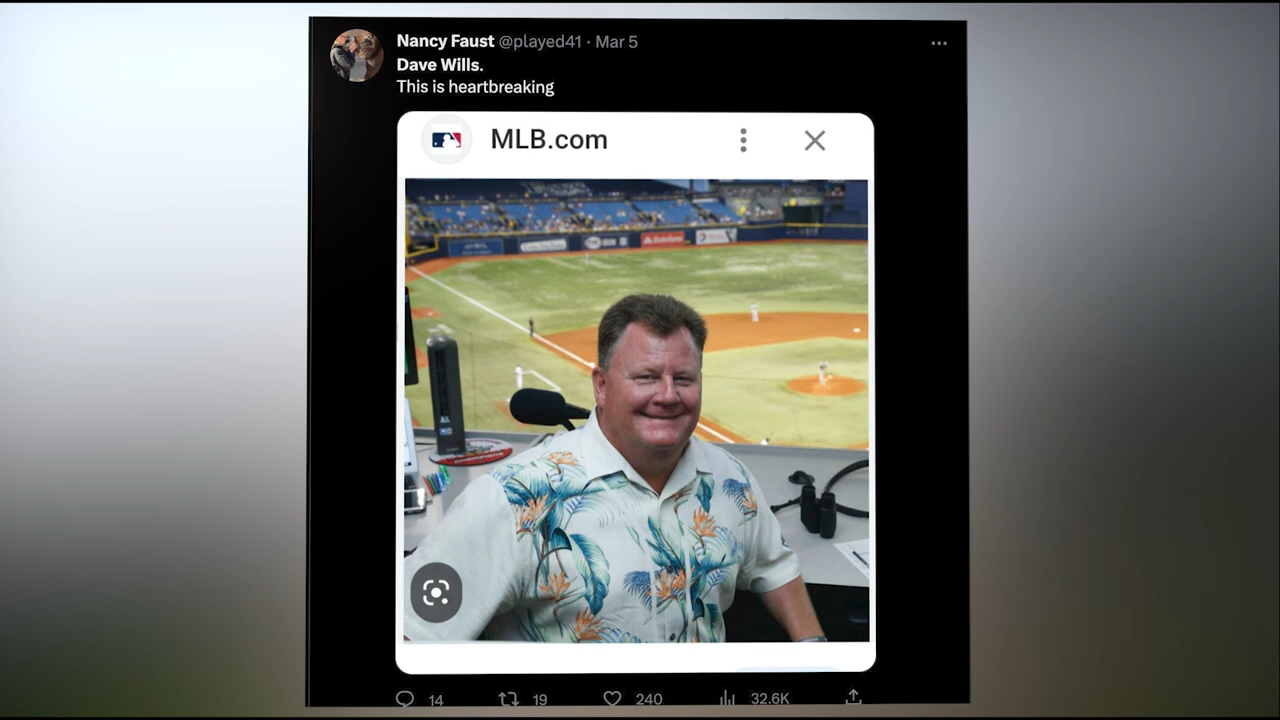 Nancy Faust @played41 · Mar 5
Dave Wills.
This is heartbreaking
MLB.com
14 19 240 32.6K